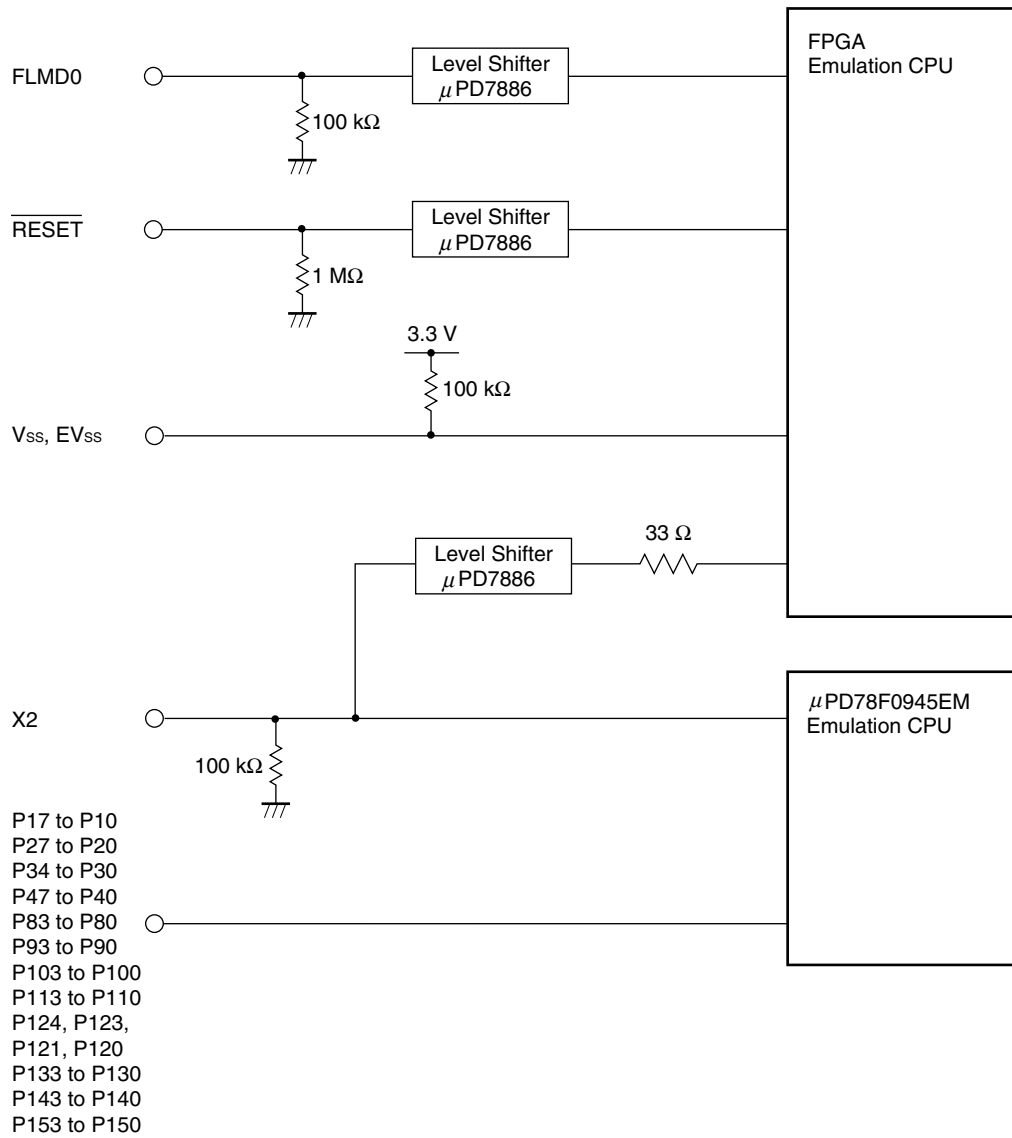 FPGA
Emulation CPU
FLMD0
Level Shifter
μPD7886
100 kΩ
RESET
Level Shifter
μPD7886
1 MΩ
3.3 V
100 kΩ
VSS, EVSS
33 Ω
Level Shifter
μPD7886
μPD78F0945EM
Emulation CPU
X2
100 kΩ
P17 to P10
P27 to P20
P34 to P30
P47 to P40
P83 to P80
P93 to P90
P103 to P100
P113 to P110
P124, P123,
P121, P120
P133 to P130
P143 to P140
P153 to P150